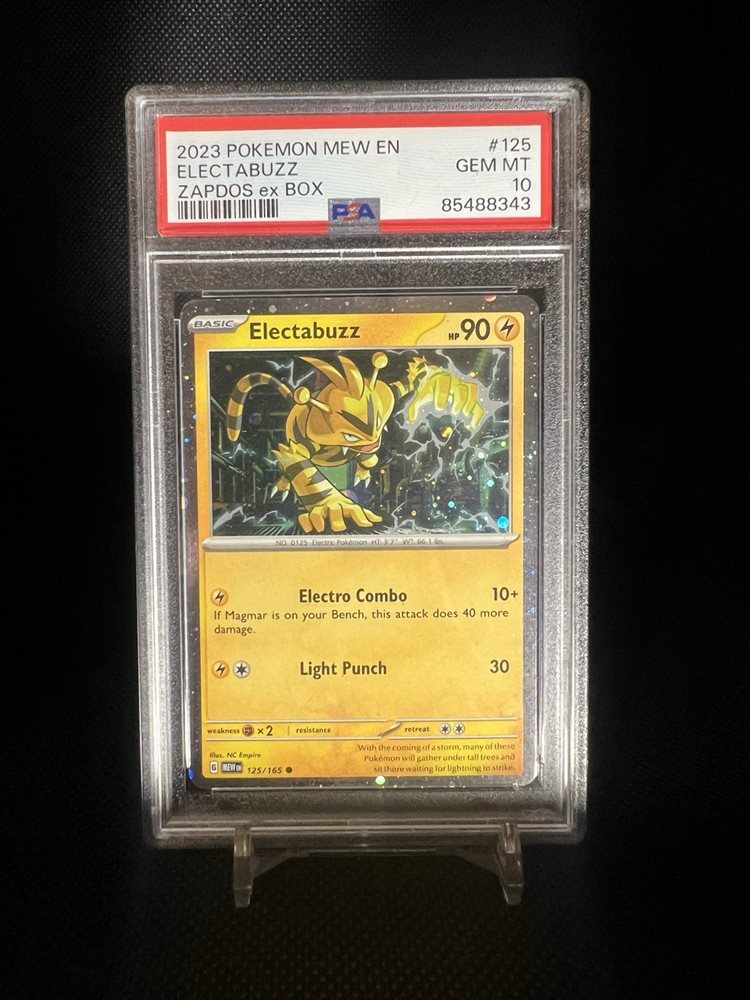 2023 POKEMON MEW EN #125
ELECTABUZZ GEM MT
ZAPDOS ex BOX 10
PSA 85488343
BASIC Electabuzz HP 90
NO. 0125 Electric Pokémon HT: 3'7" WT: 66.1 lbs.
Electro Combo 10+
If Magmar is on your Bench, this attack does 40 more
damage.
Light Punch 30
weakness ×2 resistance retreat
Illus. NC Empire
With the coming of a storm, many of these
Pokémon will gather under tall trees and
sit there waiting for lightning to strike.
G MEW EN 125/165